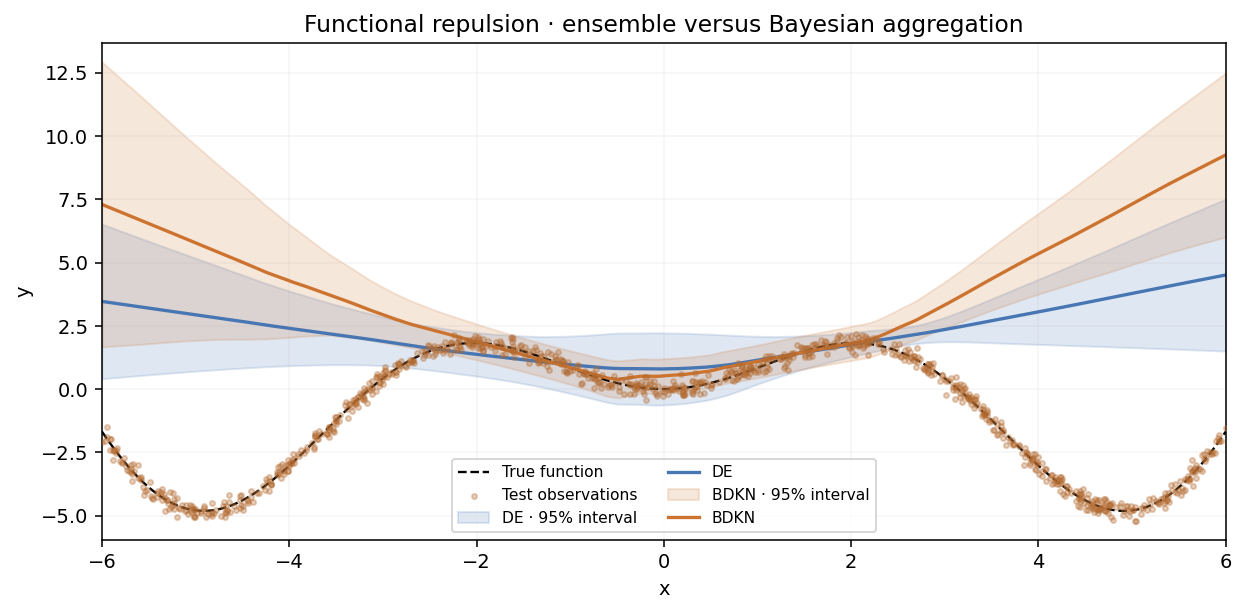 Functional repulsion · ensemble versus Bayesian aggregation
12.5
10.0
7.5
5.0
2.5
0.0
−2.5
−5.0
y
True function
Test observations
DE · 95% interval
DE
BDKN · 95% interval
BDKN
−6
−4
−2
0
2
4
6
x